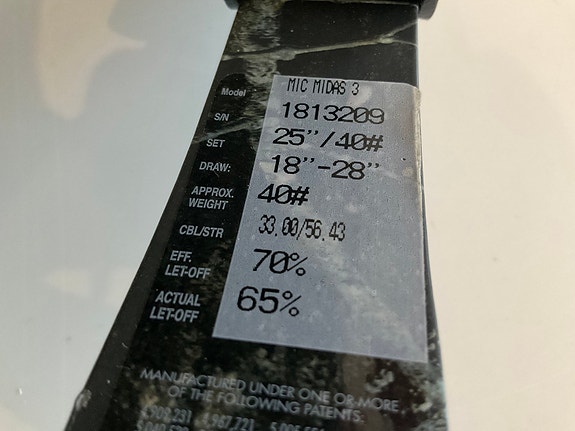 Model MIC MIDAS 3
S/N 1813209
SET 25"/40#
DRAW: 18"-28"
APPROX. WEIGHT 40#
CBL/STR 33.00/56.43
EFF. LET-OFF 70%
ACTUAL LET-OFF 65%
MANUFACTURED UNDER ONE OR MORE
OF THE FOLLOWING PATENTS: